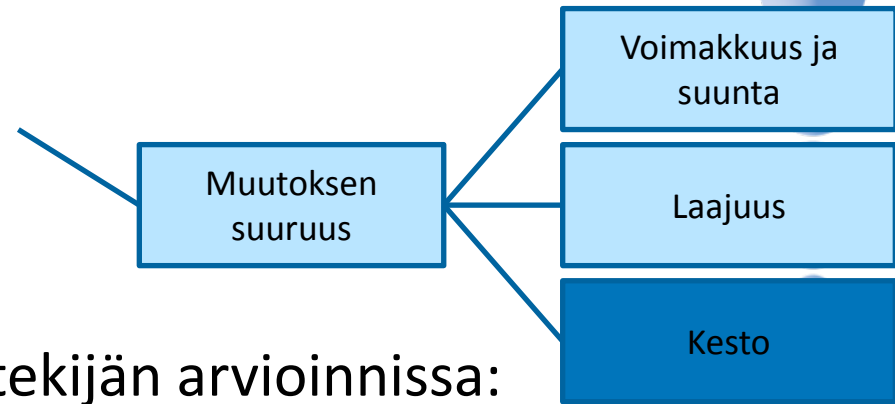 Voimakkuus ja
suunta
Muutoksen
suuruus
Laajuus
Kesto
tekijän arvioinnissa: